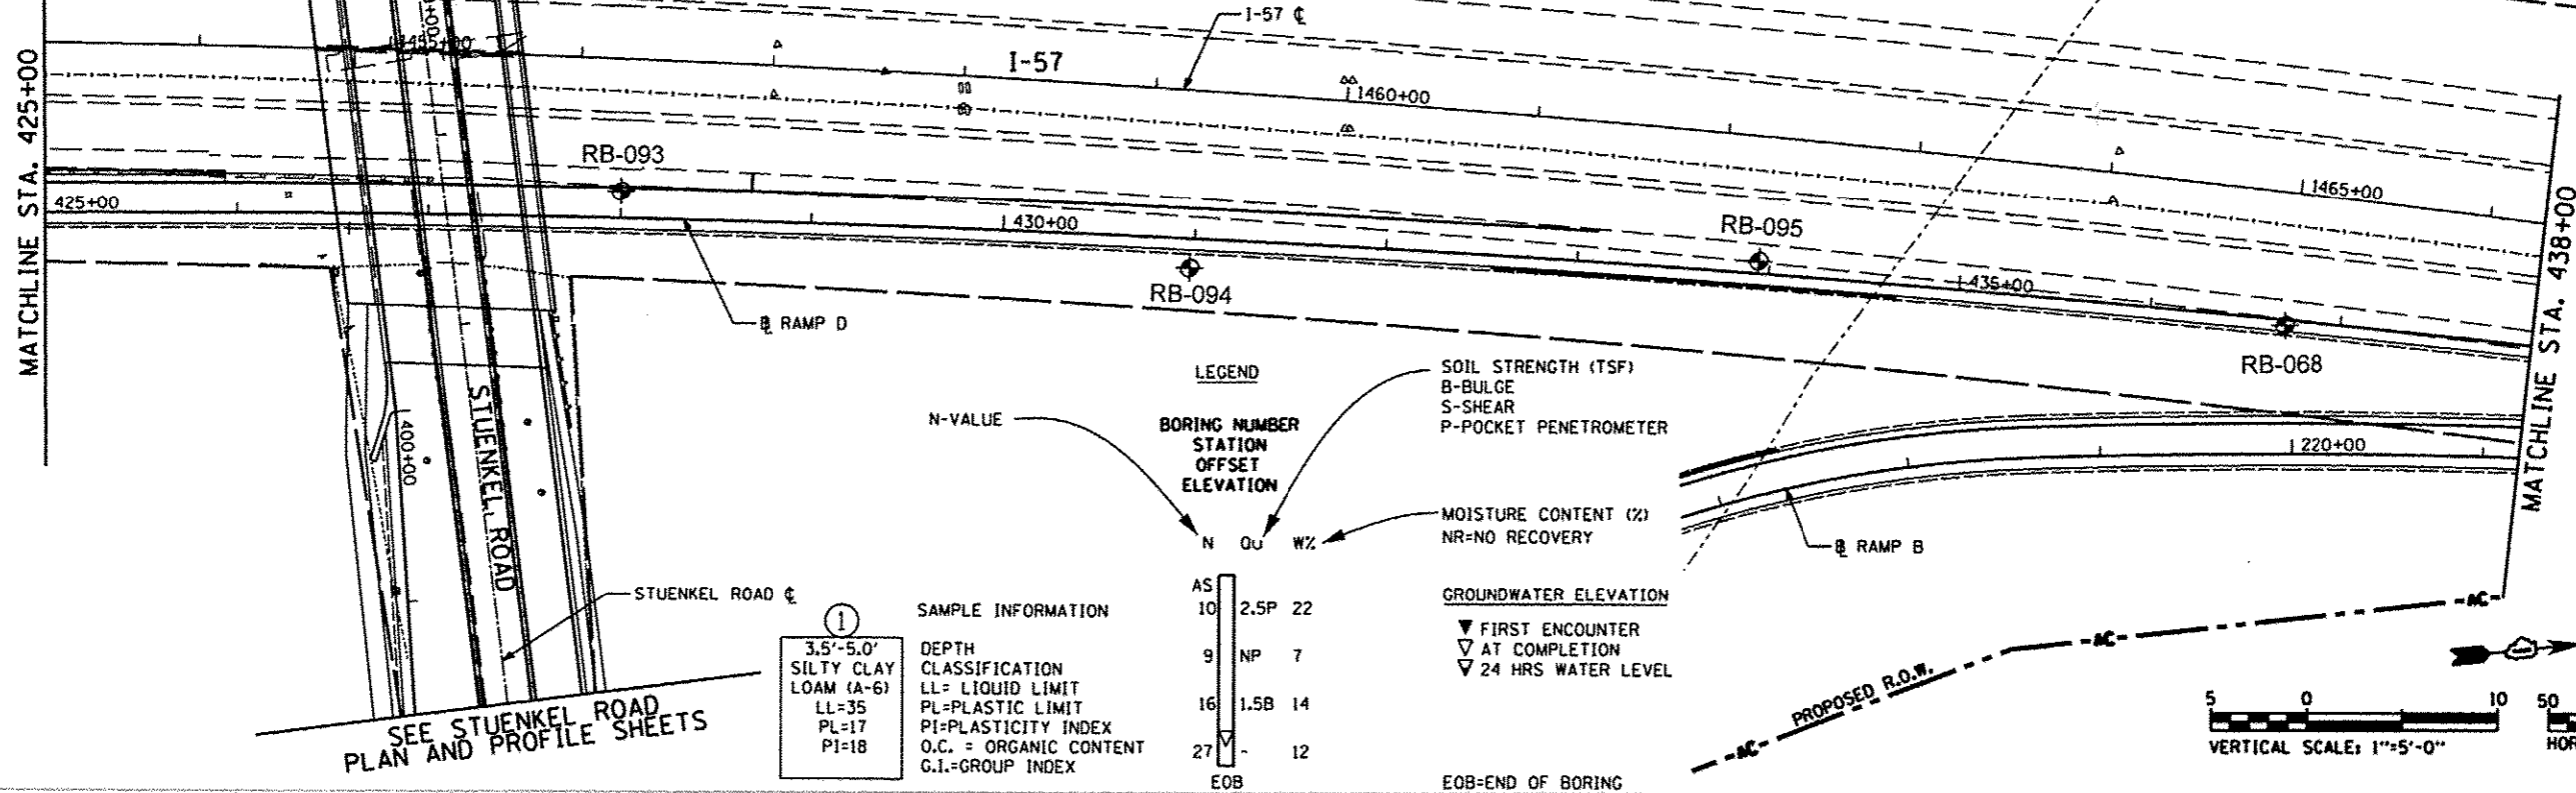 MATCHLINE STA. 425+00
1455+00
I-57
I-57 ℄
1460+00
1465+00
MATCHLINE STA. 438+00
425+00
RB-093
430+00
RB-094
RB-095
435+00
RB-068
RAMP D
400+00
STUENKEL ROAD
STUENKEL ROAD ℄
SEE STUENKEL ROAD
PLAN AND PROFILE SHEETS
220+00
RAMP B
LEGEND
N-VALUE
BORING NUMBER
STATION
OFFSET
ELEVATION
SOIL STRENGTH (TSF)
B-BULGE
S-SHEAR
P-POCKET PENETROMETER
MOISTURE CONTENT (%)
NR=NO RECOVERY
N QU W%
AS
10 2.5P 22
9 NP 7
16 1.5B 14
27 - 12
EOB
1
SAMPLE INFORMATION
3.5'-5.0' DEPTH
SILTY CLAY CLASSIFICATION
LOAM (A-6) LL= LIQUID LIMIT
LL=35 PL=PLASTIC LIMIT
PL=17 PI=PLASTICITY INDEX
PI=18 O.C. = ORGANIC CONTENT
G.I.=GROUP INDEX
GROUNDWATER ELEVATION
▼ FIRST ENCOUNTER
▽ AT COMPLETION
▽ 24 HRS WATER LEVEL
EOB=END OF BORING
PROPOSED R.O.W.
AC
AC
AC
5 0 10
VERTICAL SCALE: 1"=5'-0"
50
HOR